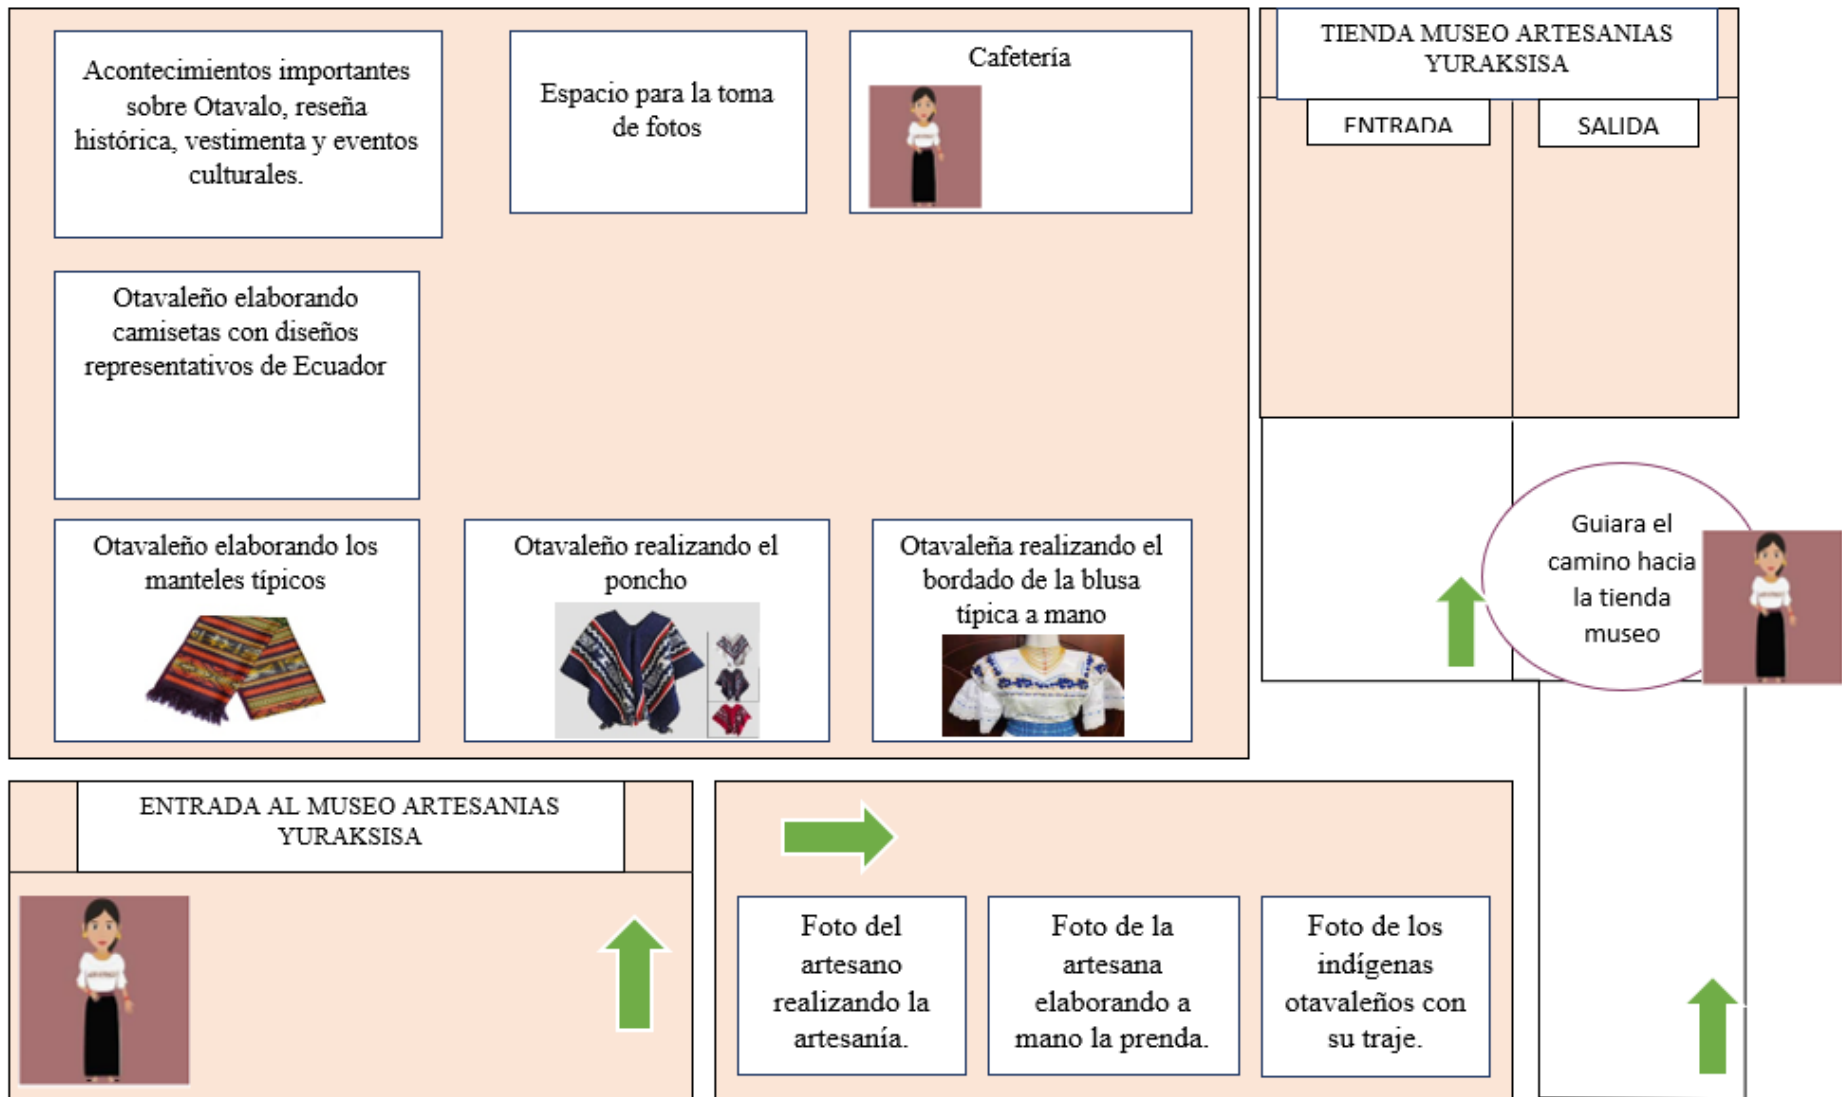 Acontecimientos importantes
sobre Otavalo, reseña
histórica, vestimenta y eventos
culturales.
Espacio para la toma
de fotos
Cafetería
TIENDA MUSEO ARTESANIAS
YURAKSISA
ENTRADA
SALIDA
Otavaleño elaborando
camisetas con diseños
representativos de Ecuador
Otavaleño elaborando los
manteles típicos
Otavaleño realizando el
poncho
Otavaleña realizando el
bordado de la blusa
típica a mano
Guiara el
camino hacia
la tienda
museo
ENTRADA AL MUSEO ARTESANIAS
YURAKSISA
Foto del
artesano
realizando la
artesanía.
Foto de la
artesana
elaborando a
mano la prenda.
Foto de los
indígenas
otavaleños con
su traje.